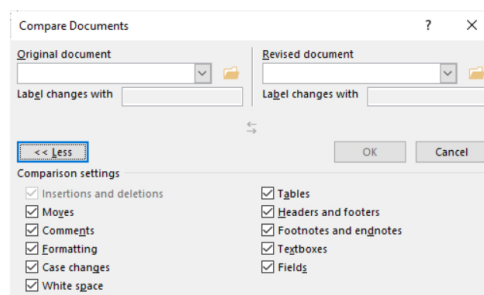 Compare Documents ? X
Original document Revised document
Label changes with Label changes with
<< Less OK Cancel
Comparison settings
Insertions and deletions Tables
Moves Headers and footers
Comments Footnotes and endnotes
Formatting Textboxes
Case changes Fields
White space